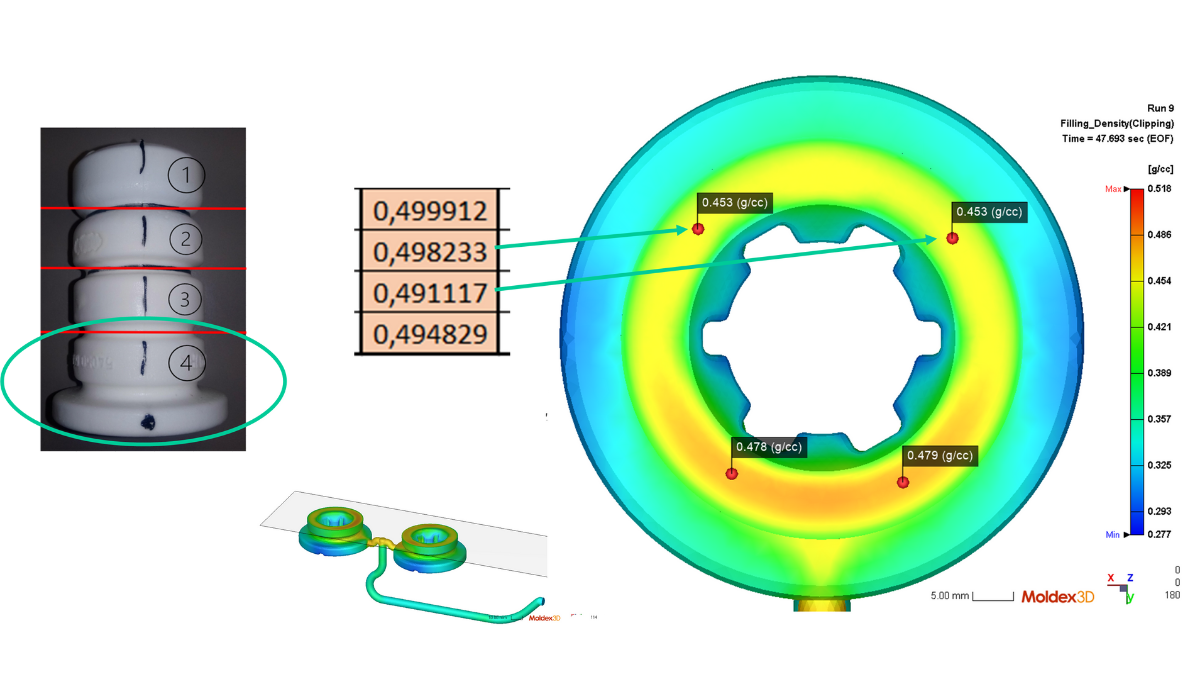 1
2
3
4
0,499912
0,498233
0,491117
0,494829
Run 9
Filling_Density(Clipping)
Time = 47.693 sec (EOF)
[g/cc]
Max 0.518
0.486
0.454
0.421
0.389
0.357
0.325
0.293
Min 0.277
0.453 (g/cc)
0.453 (g/cc)
0.478 (g/cc)
0.479 (g/cc)
X Z
y
0
0
180
5.00 mm
Moldex3D
Moldex3D